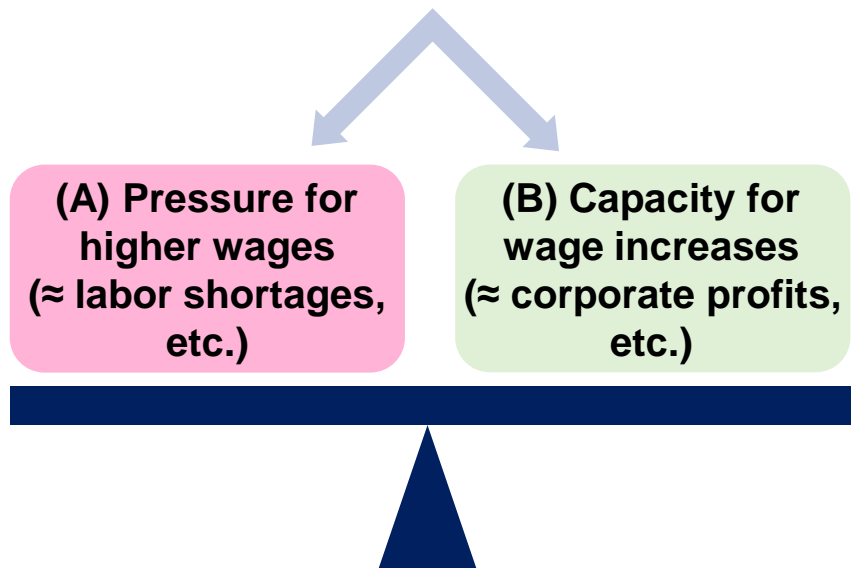 (A) Pressure for
higher wages
(≈ labor shortages,
etc.)
(B) Capacity for
wage increases
(≈ corporate profits,
etc.)